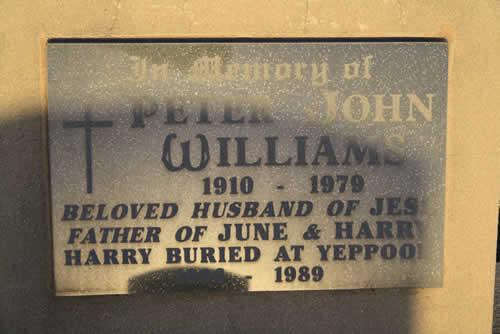 In Memory of
PETER JOHN
WILLIAMS
1910 - 1979
BELOVED HUSBAND OF
FATHER OF JUNE & HARRY
HARRY BURIED AT
- 1989